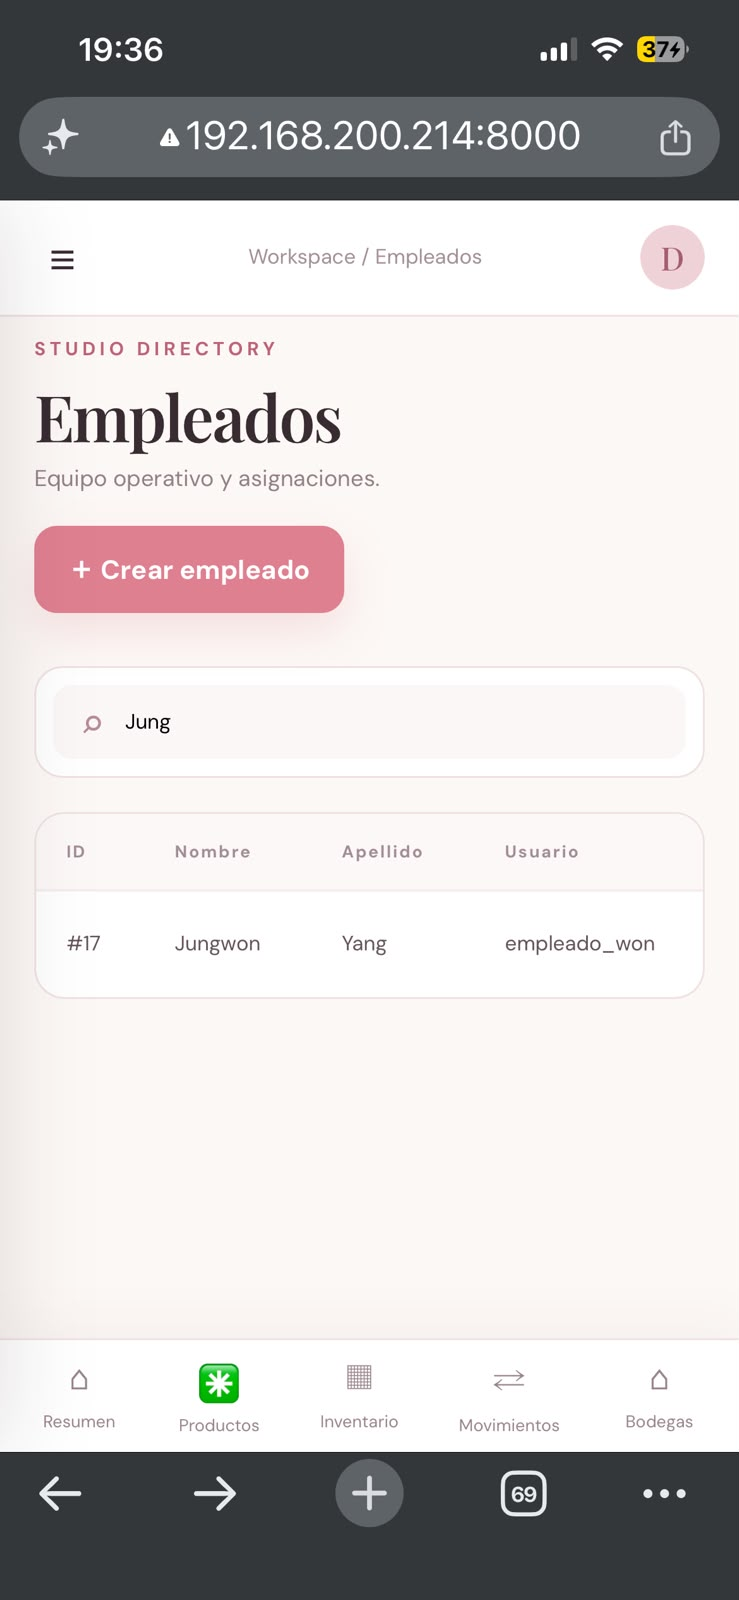 19:36
37
192.168.200.214:8000
Workspace / Empleados
D
STUDIO DIRECTORY
Empleados
Equipo operativo y asignaciones.
+ Crear empleado
Jung
ID Nombre Apellido Usuario
#17 Jungwon Yang empleado_won
Resumen Productos Inventario Movimientos Bodegas
69